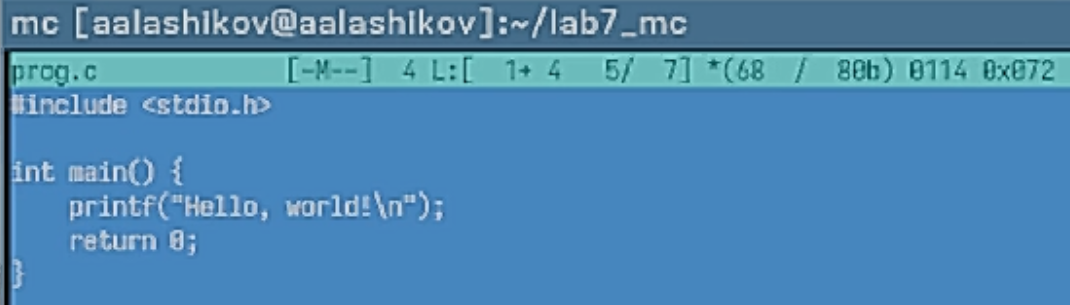 mc [aalashikov@aalashikov]:~/lab7_mc
prog.c [-M--] 4 L:[ 1+ 4 5/ 7] *(68 / 80b) 0114 0x072
#include <stdio.h>
int main() {
    printf("Hello, world!\n");
    return 0;
}